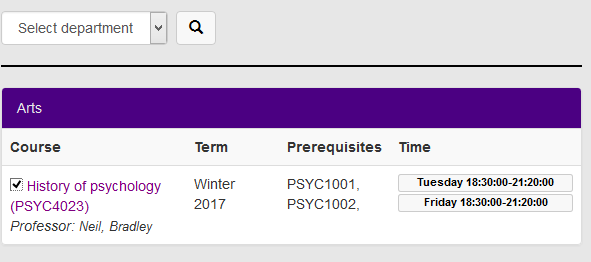 Select department
Arts
Course Term Prerequisites Time
History of psychology Winter PSYC1001, Tuesday 18:30:00-21:20:00
(PSYC4023) 2017 PSYC1002, Friday 18:30:00-21:20:00
Professor: Neil, Bradley